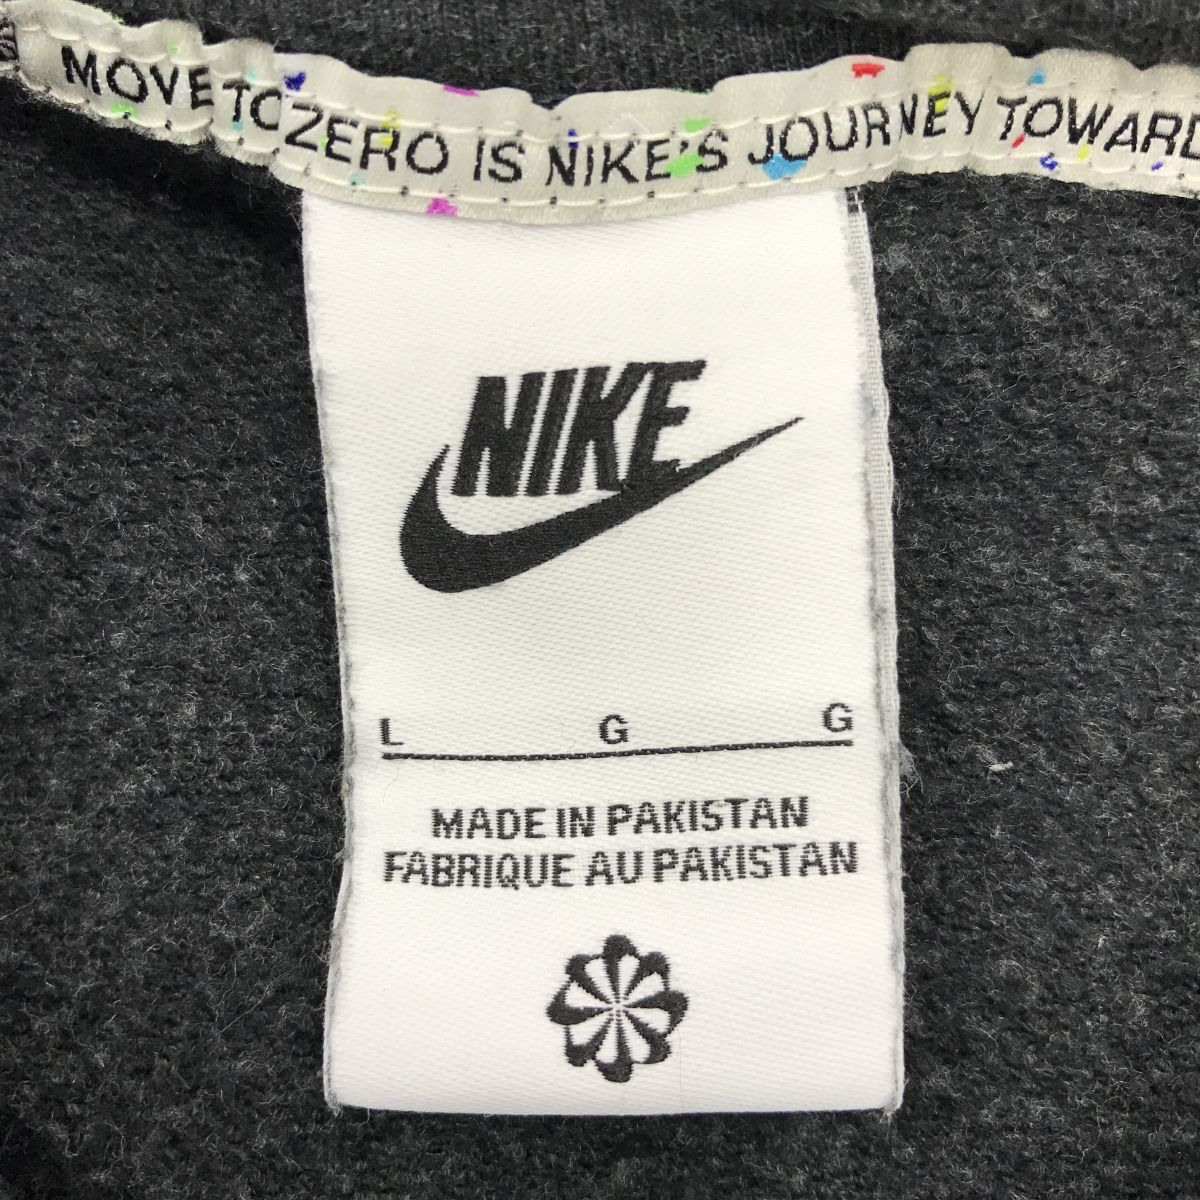 MOVE TO ZERO IS NIKE'S JOURNEY TOWARD
NIKE
L G G
MADE IN PAKISTAN
FABRIQUE AU PAKISTAN